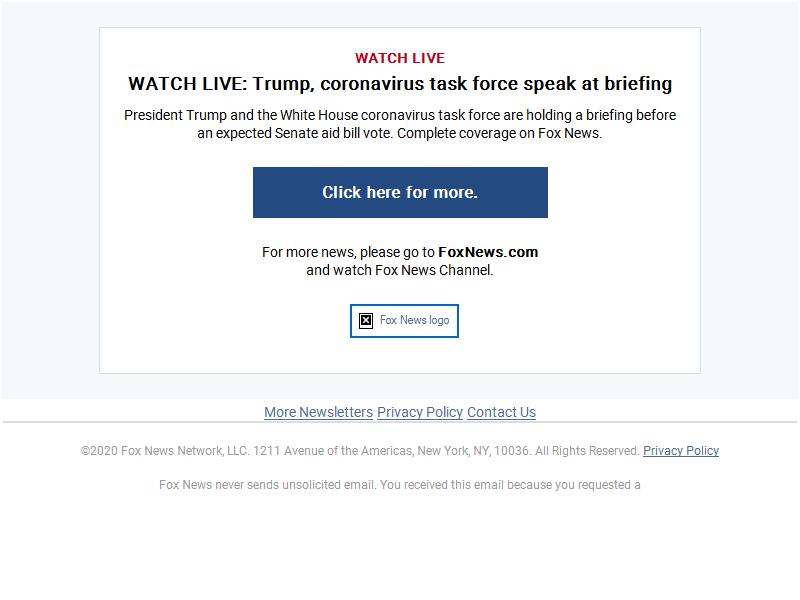 WATCH LIVE
WATCH LIVE: Trump, coronavirus task force speak at briefing
President Trump and the White House coronavirus task force are holding a briefing before
an expected Senate aid bill vote. Complete coverage on Fox News.
Click here for more.
For more news, please go to FoxNews.com
and watch Fox News Channel.
Fox News logo
More Newsletters Privacy Policy Contact Us
©2020 Fox News Network, LLC. 1211 Avenue of the Americas, New York, NY, 10036. All Rights Reserved. Privacy Policy
Fox News never sends unsolicited email. You received this email because you requested a